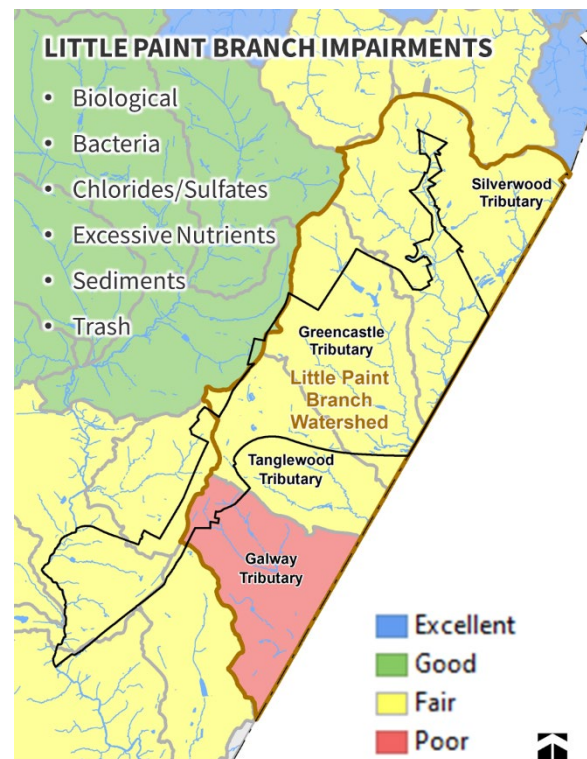 LITTLE PAINT BRANCH IMPAIRMENTS
• Biological
• Bacteria
• Chlorides/Sulfates
• Excessive Nutrients
• Sediments
• Trash
Silverwood
Tributary
Greencastle
Tributary
Little Paint
Branch
Watershed
Tanglewood
Tributary
Galway
Tributary
Excellent
Good
Fair
Poor